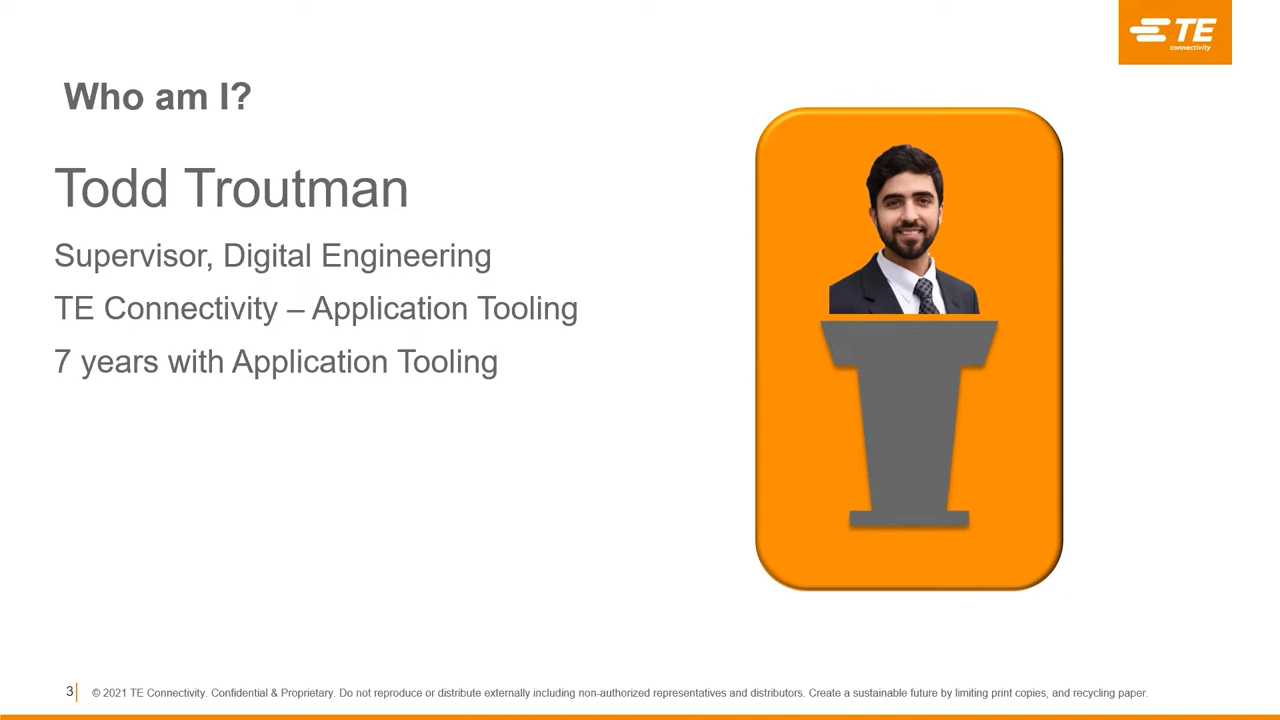 TE
connectivity
Who am I?
Todd Troutman
Supervisor, Digital Engineering
TE Connectivity – Application Tooling
7 years with Application Tooling
3
© 2021 TE Connectivity. Confidential & Proprietary. Do not reproduce or distribute externally including non-authorized representatives and distributors. Create a sustainable future by limiting print copies, and recycling paper.